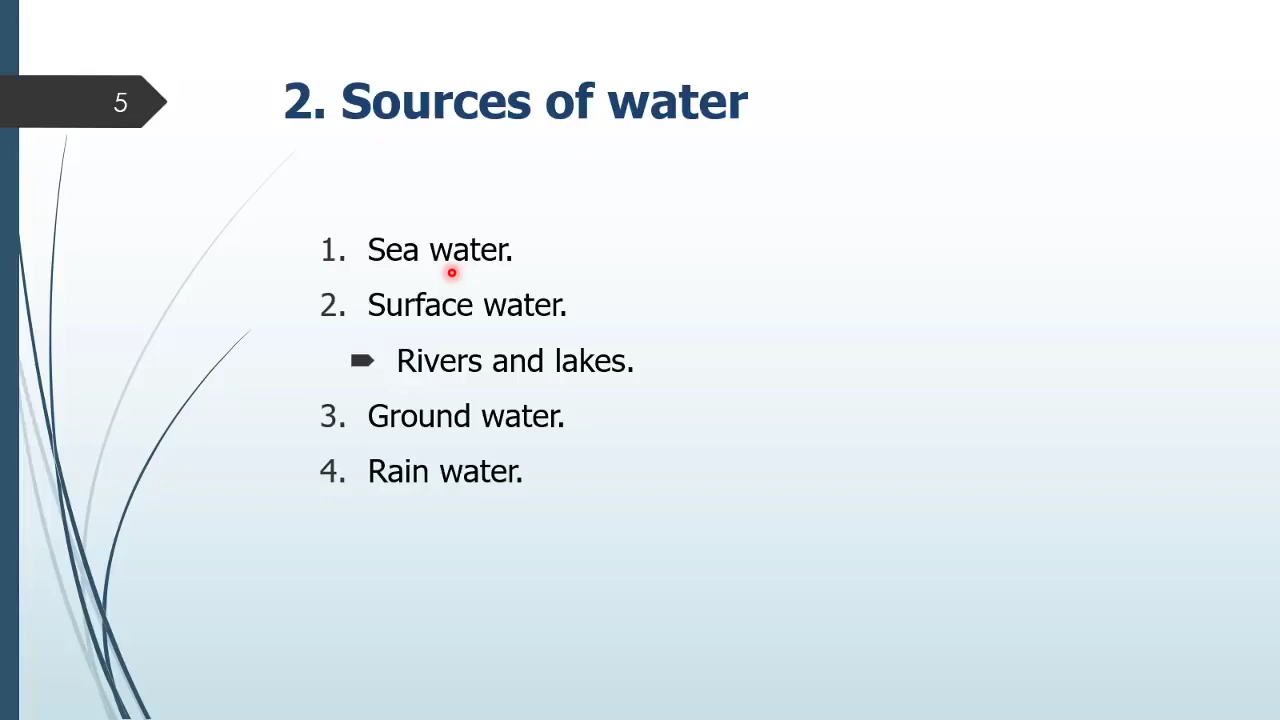 5
2. Sources of water
1. Sea water.
2. Surface water.
Rivers and lakes.
3. Ground water.
4. Rain water.